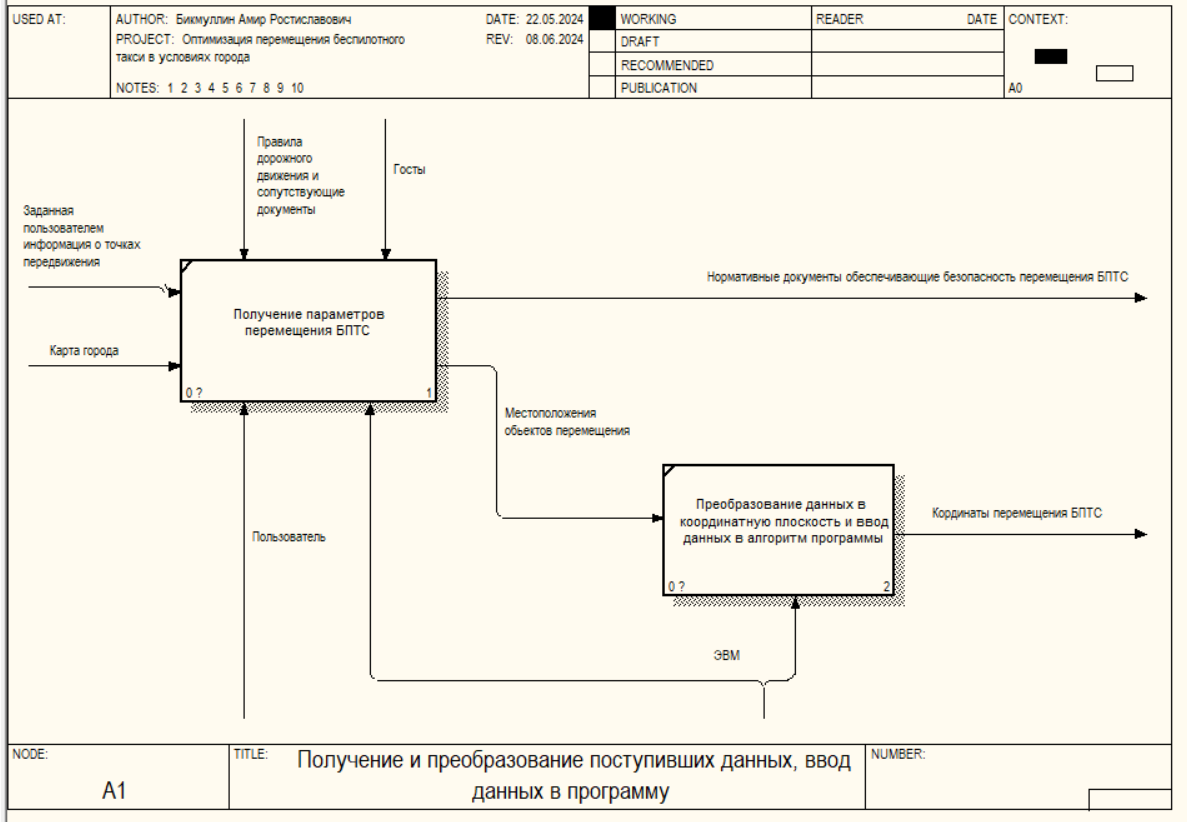 USED AT:
AUTHOR: Бикмуллин Амир Ростиславович
DATE: 22.05.2024
PROJECT: Оптимизация перемещения беспилотного
такси в условиях города
REV: 08.06.2024
NOTES: 1 2 3 4 5 6 7 8 9 10
WORKING
DRAFT
RECOMMENDED
PUBLICATION
READER
DATE
CONTEXT:
A0
Правила
дорожного
движения и
сопутствующие
документы
Госты
Заданная
пользователем
информация о точках
передвижения
Карта города
Получение параметров
перемещения БПТС
0 ?
1
Нормативные документы обеспечивающие безопасность перемещения БПТС
Местоположения
обьектов перемещения
Преобразование данных в
координатную плоскость и ввод
данных в алгоритм программы
0 ?
2
Кординаты перемещения БПТС
Пользователь
ЭВМ
NODE:
A1
TITLE:
Получение и преобразование поступивших данных, ввод
данных в программу
NUMBER: